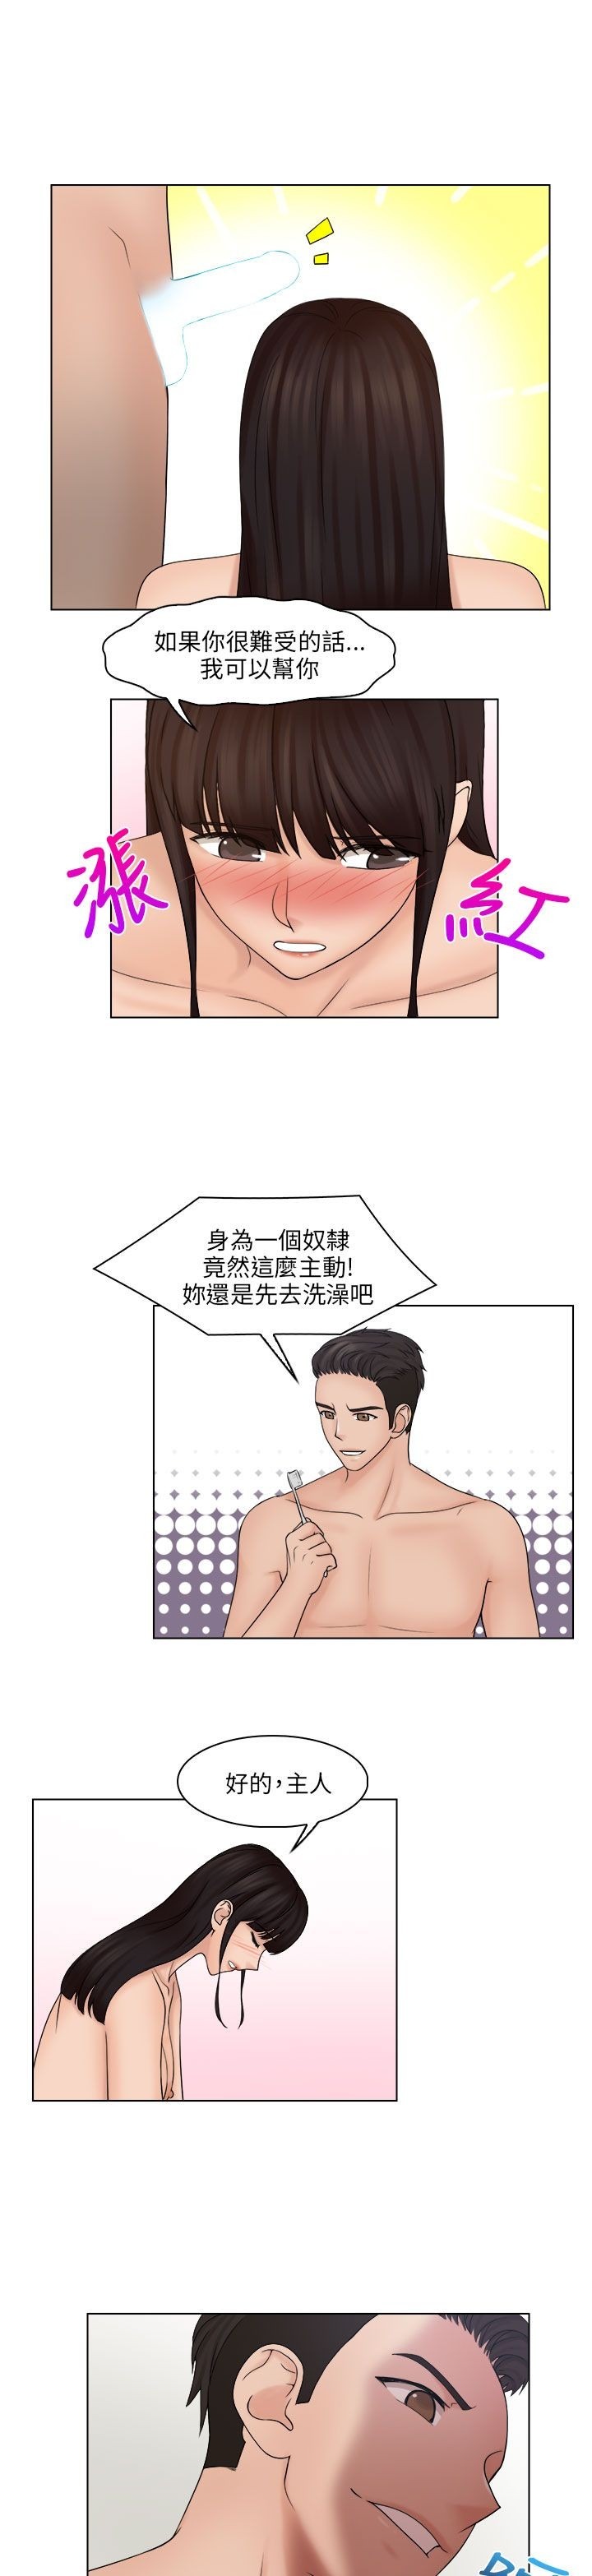 如果你很難受的話...
我可以幫你
漲紅
身為一個奴隸
竟然這麼主動!
妳還是先去洗澡吧
好的，主人